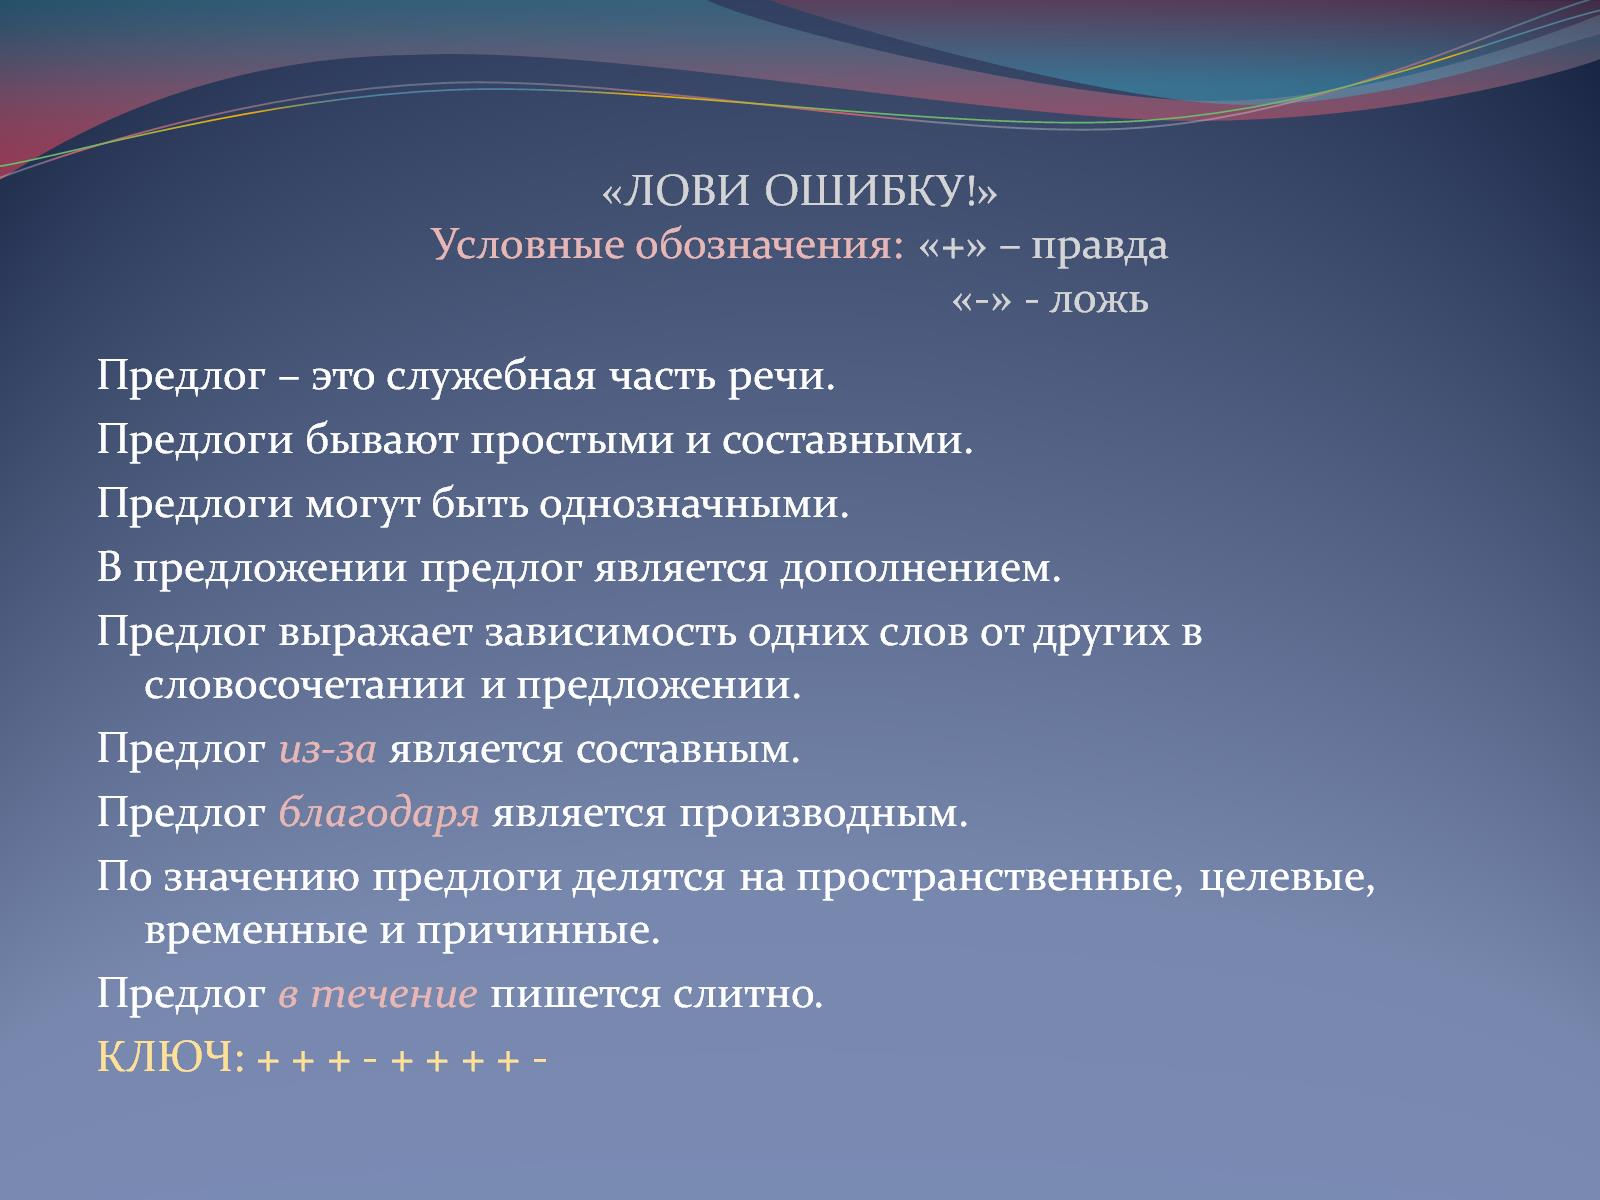 «ЛОВИ ОШИБКУ!»
Условные обозначения: «+» – правда
«-» - ложь
Предлог – это служебная часть речи.
Предлоги бывают простыми и составными.
Предлоги могут быть однозначными.
В предложении предлог является дополнением.
Предлог выражает зависимость одних слов от других в
словосочетании и предложении.
Предлог из-за является составным.
Предлог благодаря является производным.
По значению предлоги делятся на пространственные, целевые,
временные и причинные.
Предлог в течение пишется слитно.
КЛЮЧ: + + + - + + + + -